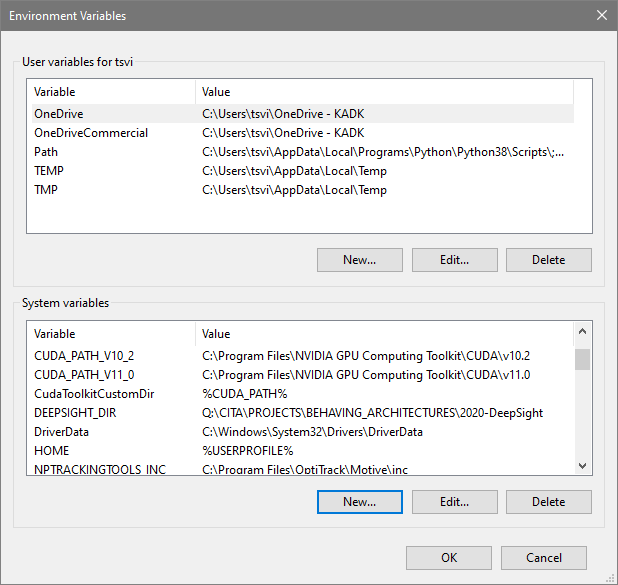 Environment Variables
User variables for tsvi
Variable Value
OneDrive C:\Users\tsvi\OneDrive - KADK
OneDriveCommercial C:\Users\tsvi\OneDrive - KADK
Path C:\Users\tsvi\AppData\Local\Programs\Python\Python38\Scripts\;...
TEMP C:\Users\tsvi\AppData\Local\Temp
TMP C:\Users\tsvi\AppData\Local\Temp
New... Edit... Delete
System variables
Variable Value
CUDA_PATH_V10_2 C:\Program Files\NVIDIA GPU Computing Toolkit\CUDA\v10.2
CUDA_PATH_V11_0 C:\Program Files\NVIDIA GPU Computing Toolkit\CUDA\v11.0
CudaToolkitCustomDir %CUDA_PATH%
DEEPSIGHT_DIR Q:\CITA\PROJECTS\BEHAVING_ARCHITECTURES\2020-DeepSight
DriverData C:\Windows\System32\Drivers\DriverData
HOME %USERPROFILE%
NPTRACKINGTOOLS_INC C:\Program Files\OptiTrack\Motive\inc
New... Edit... Delete
OK Cancel